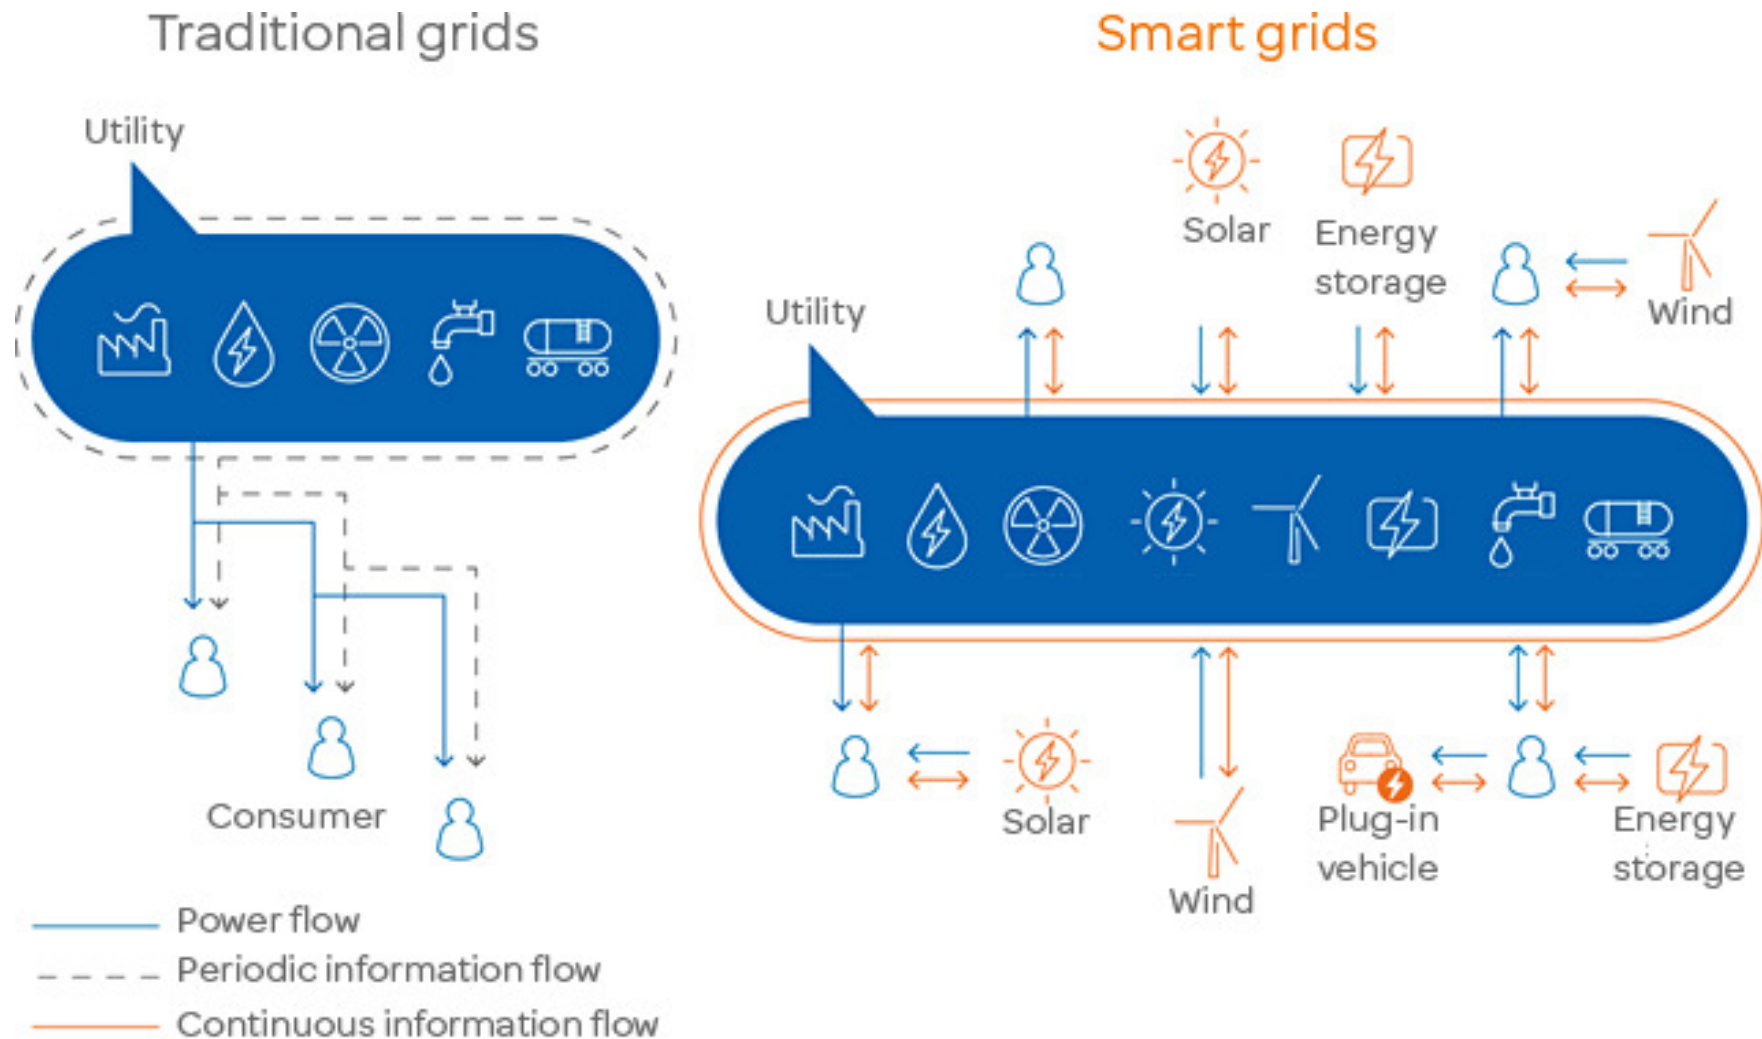 Traditional grids
Utility
Consumer
Power flow
Periodic information flow
Continuous information flow
Smart grids
Utility
Solar
Energy
storage
Wind
Solar
Wind
Plug-in
vehicle
Energy
storage